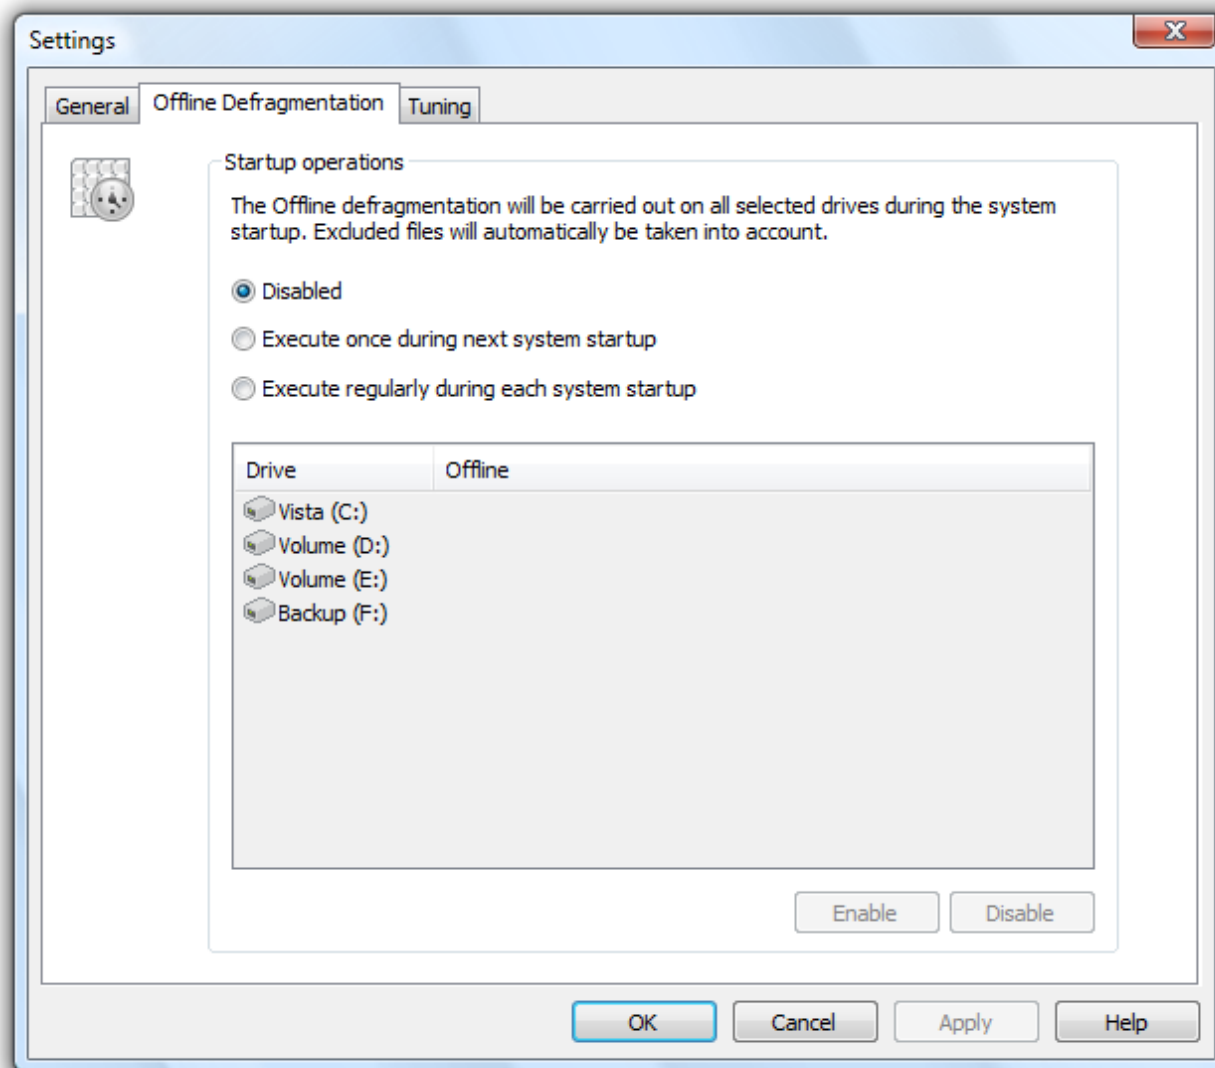 Settings
General
Offline Defragmentation
Tuning
Startup operations
The Offline defragmentation will be carried out on all selected drives during the system
startup. Excluded files will automatically be taken into account.
Disabled
Execute once during next system startup
Execute regularly during each system startup
Drive
Offline
Vista (C:)
Volume (D:)
Volume (E:)
Backup (F:)
Enable
Disable
OK
Cancel
Apply
Help